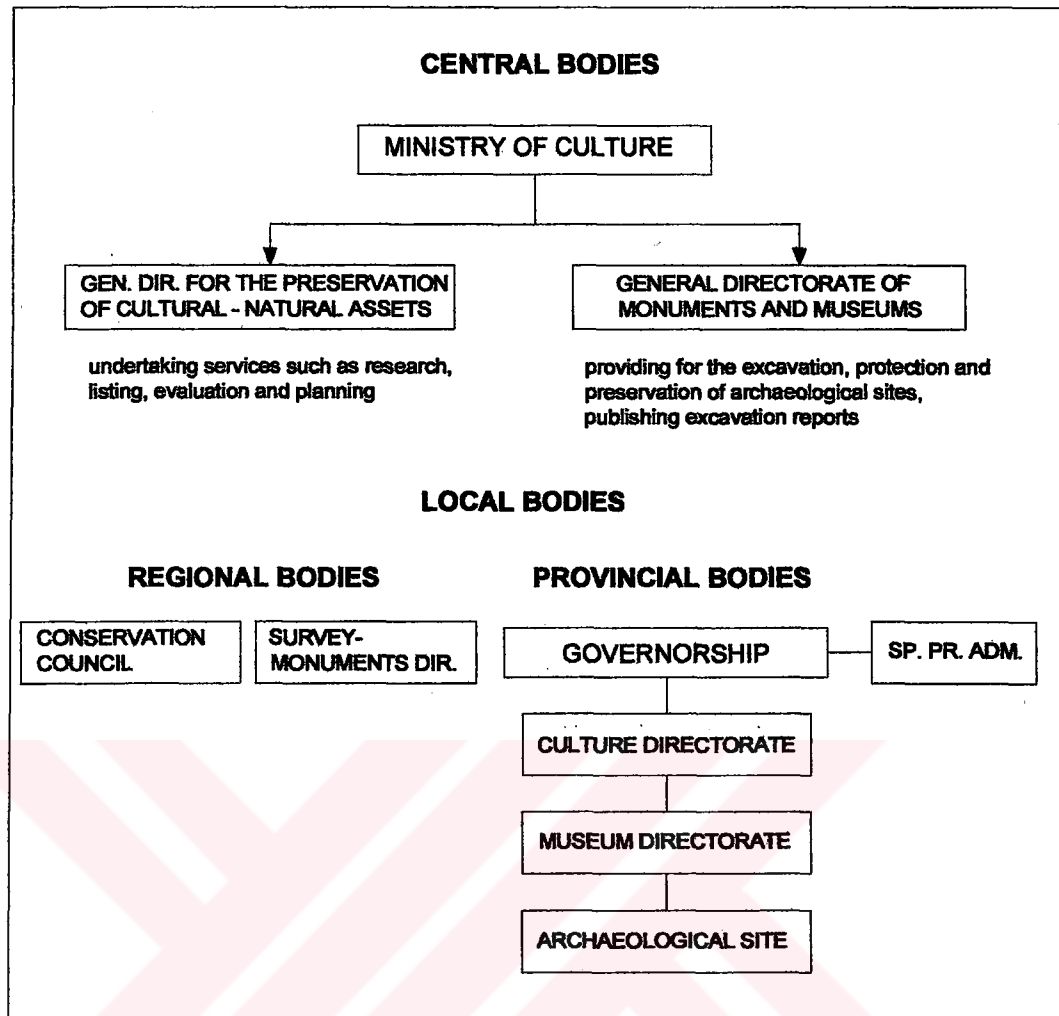 CENTRAL BODIES
MINISTRY OF CULTURE
GEN. DIR. FOR THE PRESERVATION
OF CULTURAL - NATURAL ASSETS
undertaking services such as research,
listing, evaluation and planning
GENERAL DIRECTORATE OF
MONUMENTS AND MUSEUMS
providing for the excavation, protection and
preservation of archaeological sites,
publishing excavation reports
LOCAL BODIES
REGIONAL BODIES
CONSERVATION
COUNCIL
SURVEY-
MONUMENTS DIR.
PROVINCIAL BODIES
GOVERNORSHIP
SP. PR. ADM.
CULTURE DIRECTORATE
MUSEUM DIRECTORATE
ARCHAEOLOGICAL SITE